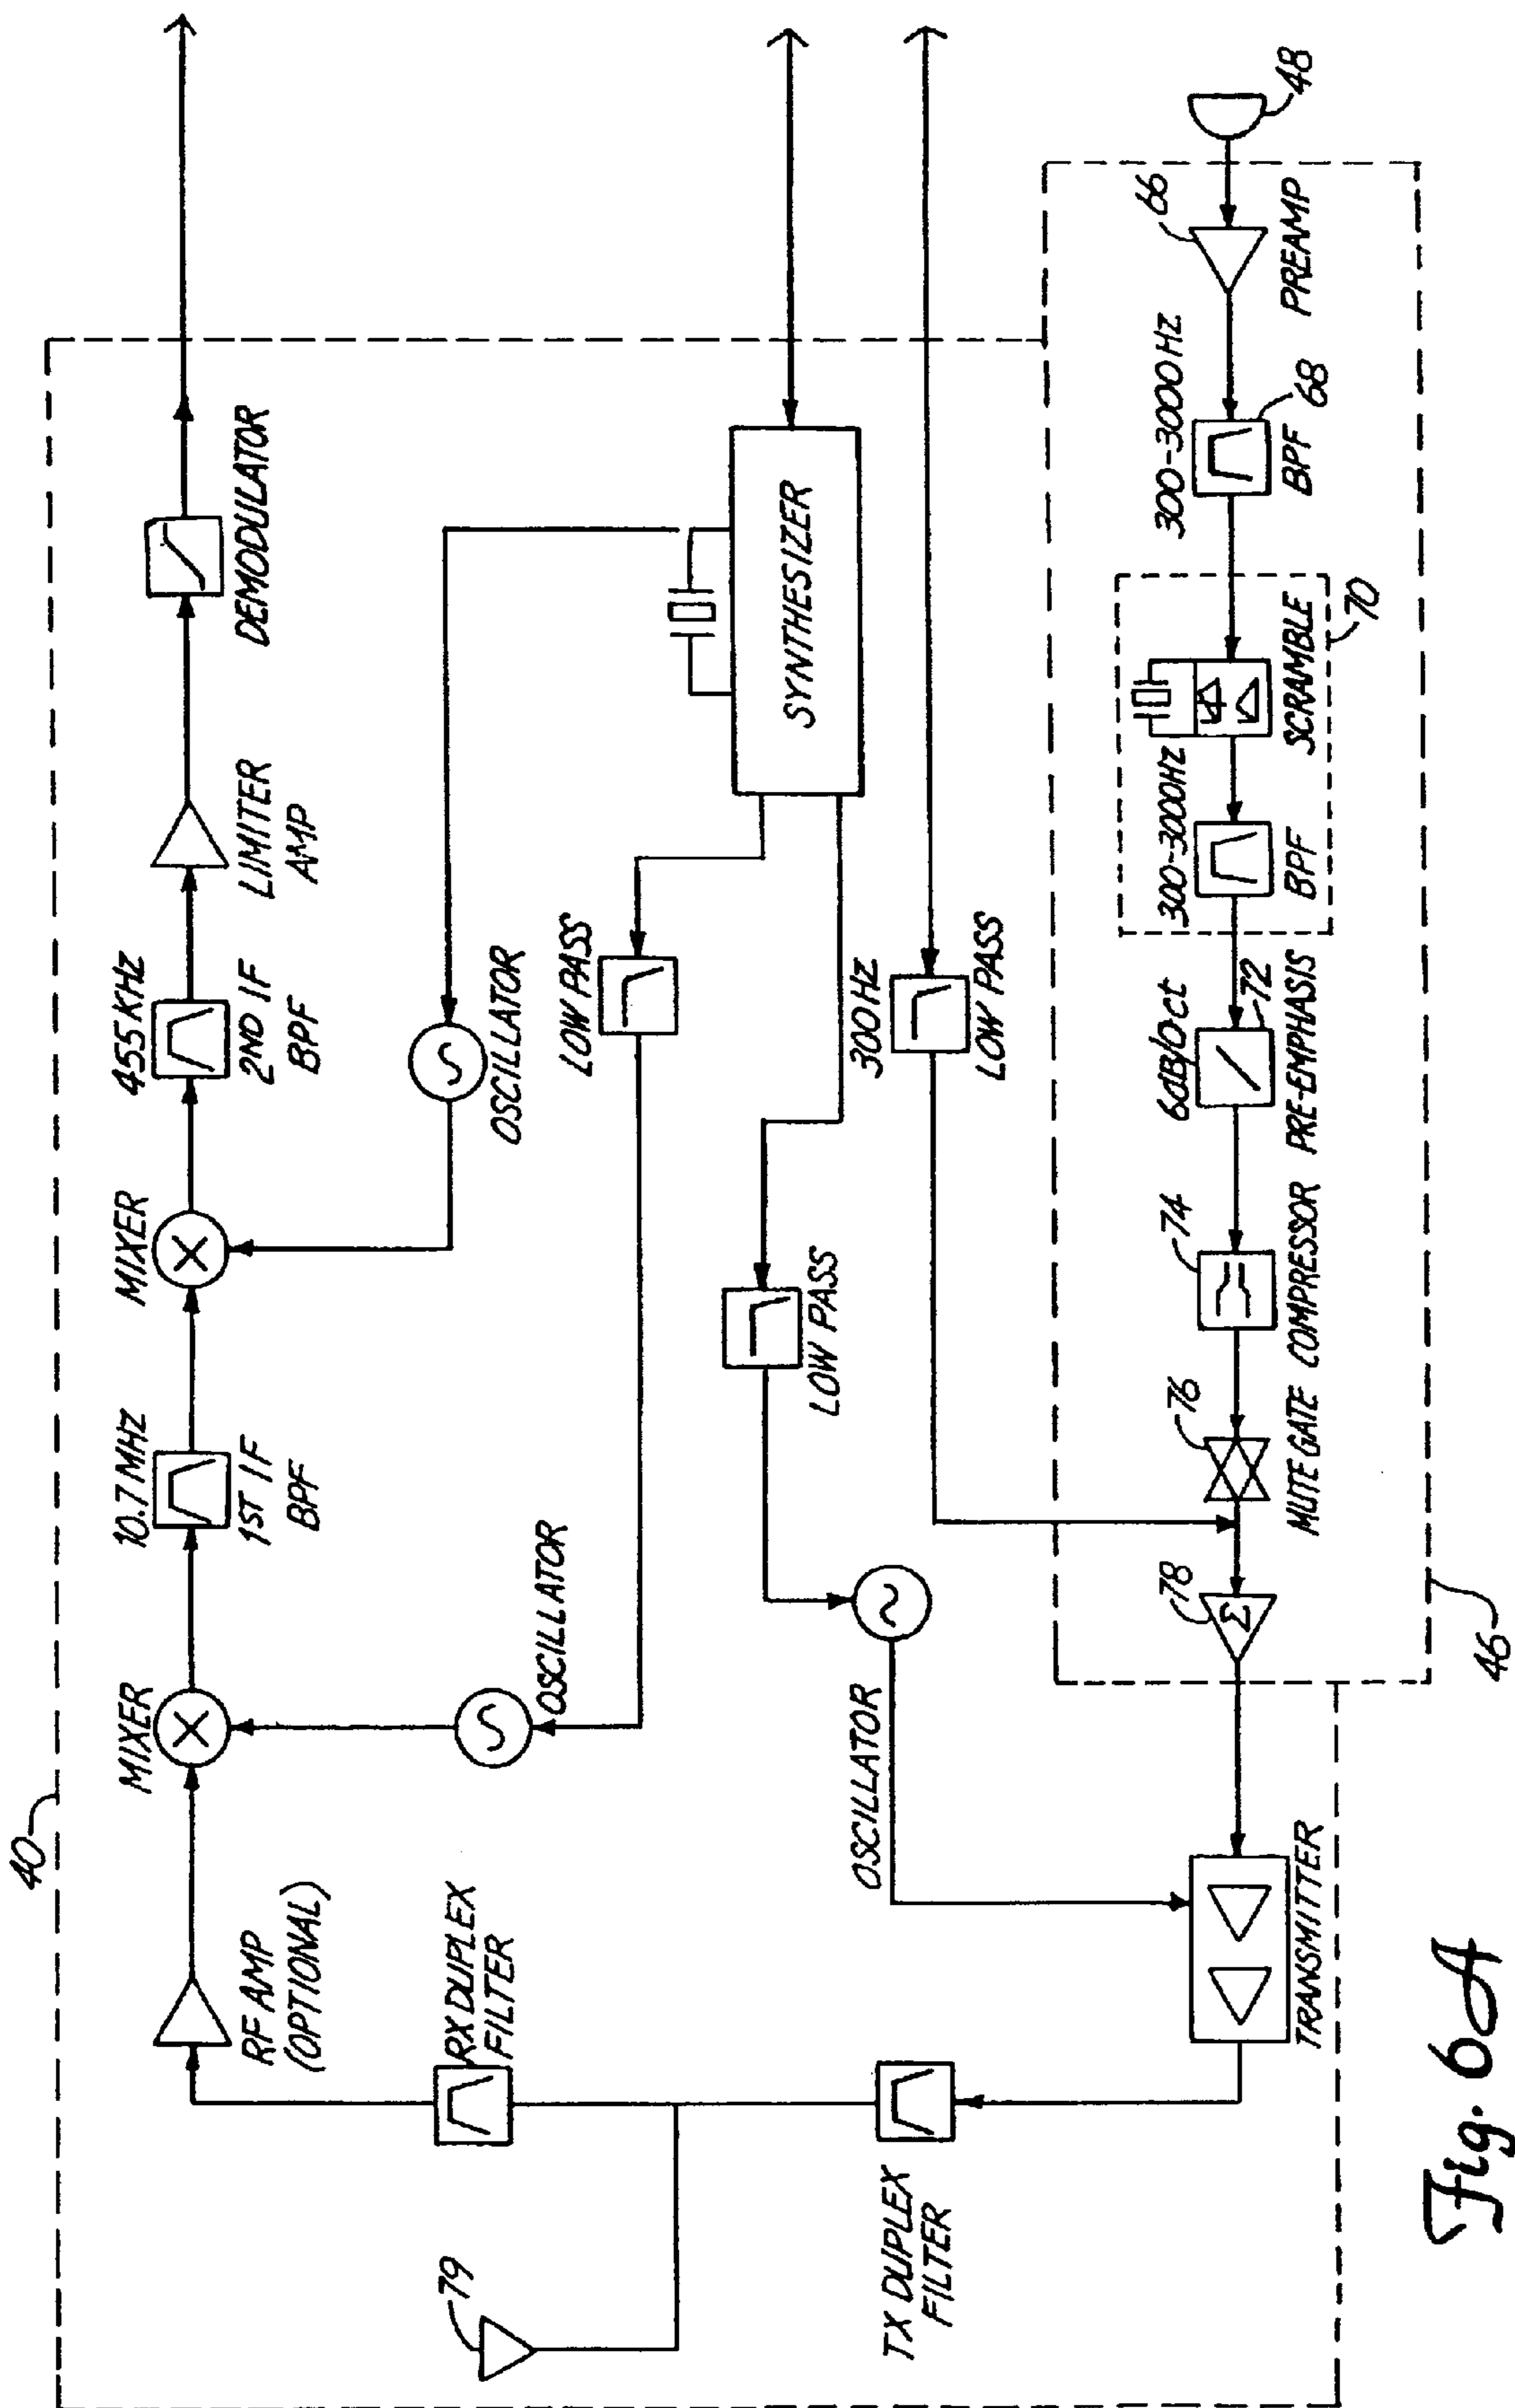 40
RF AMP
(OPTIONAL)
MIXER
10.7 MHZ
1ST IF
BPF
MIXER
455 KHZ
2ND IF
BPF
LIMITER
AMP
DEMODULATOR
79
RX DUPLEX
FILTER
OSCILLATOR
OSCILLATOR
LOW PASS
SYNTHESIZER
LOW PASS
TX DUPLEX
FILTER
OSCILLATOR
300 HZ
LOW PASS
TRANSMITTER
78
Σ
76
MUTE GATE
74
COMPRESSOR
6dB/Oct
72
PRE-EMPHASIS
300-3000HZ
BPF
SCRAMBLE
70
300-3000HZ
BPF
68
66
PREAMP
48
46
Fig. 6A